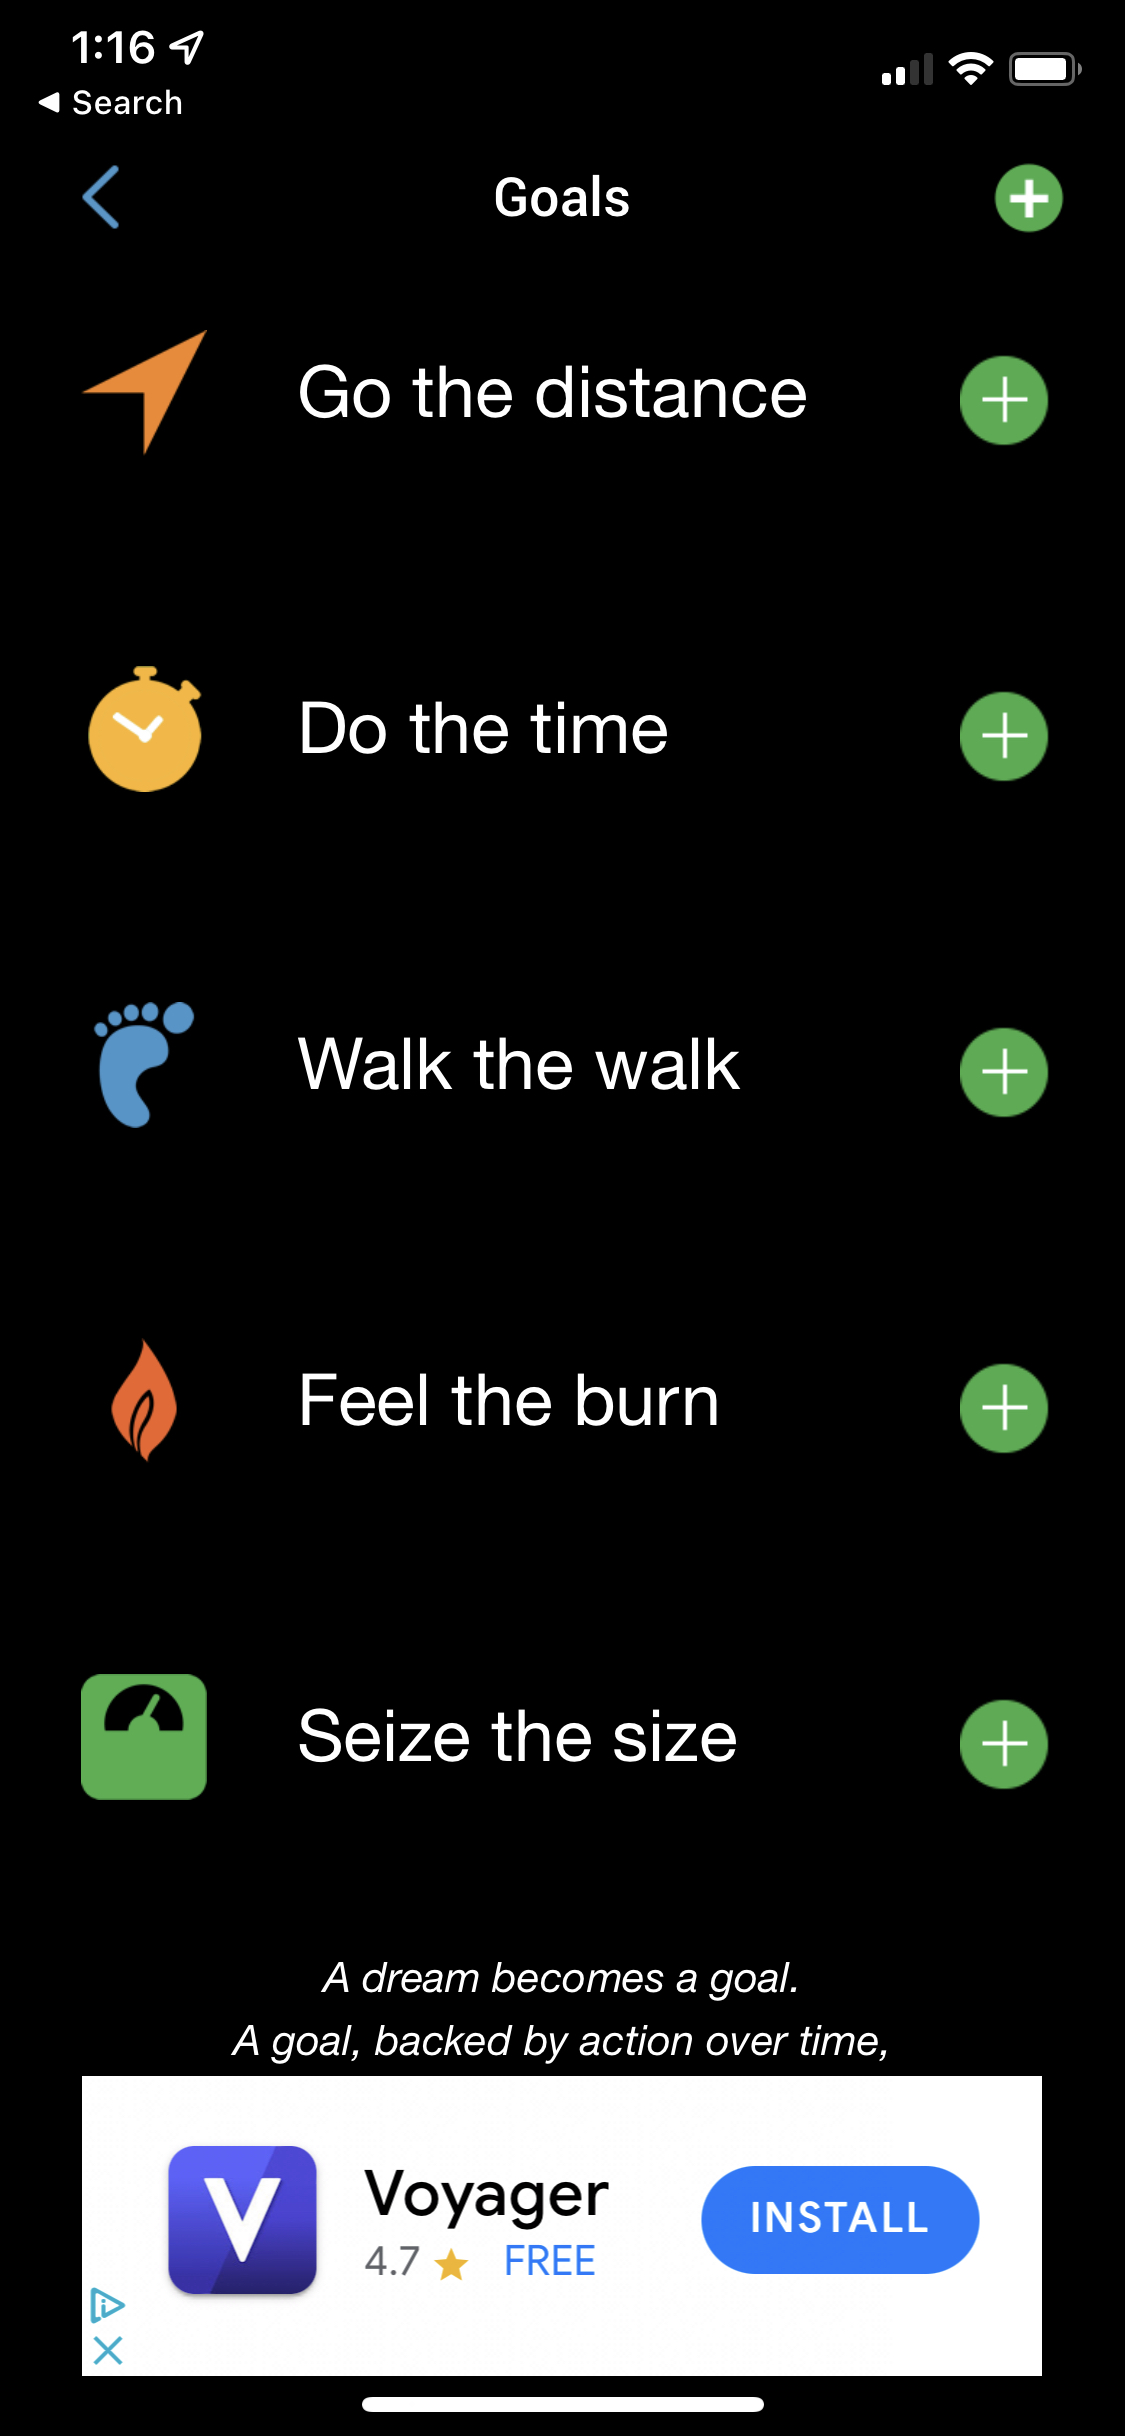 1:16
Search
Goals
Go the distance
Do the time
Walk the walk
Feel the burn
Seize the size
A dream becomes a goal.
A goal, backed by action over time,
V
Voyager
4.7 FREE
INSTALL